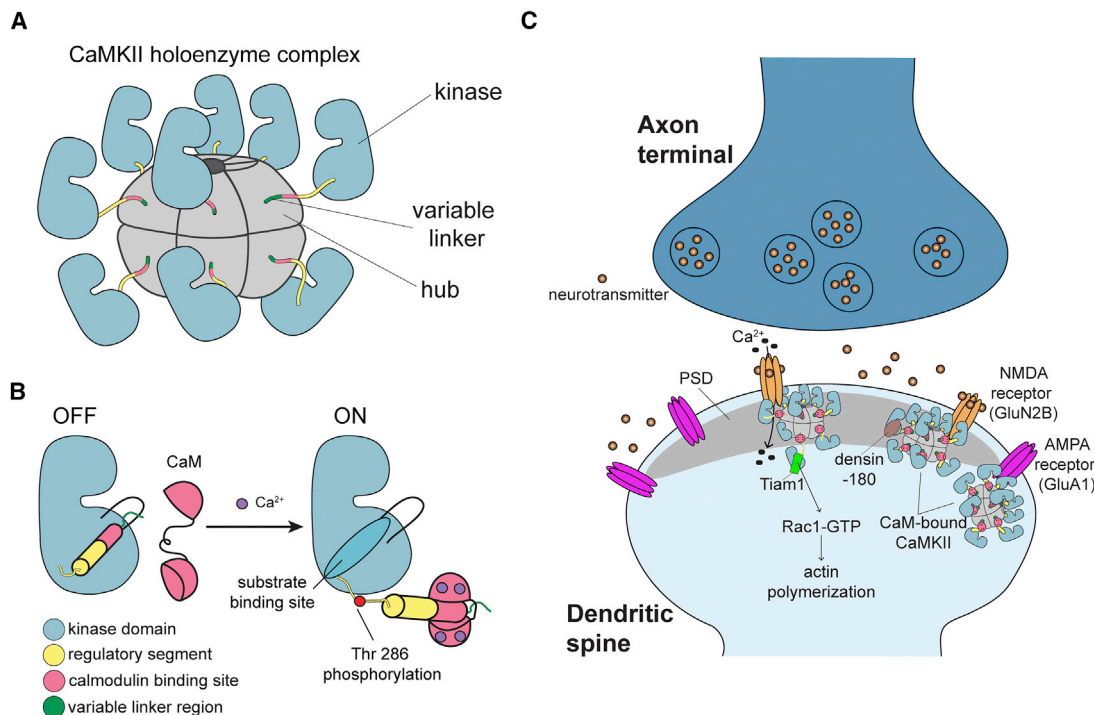 A
CaMKII holoenzyme complex
kinase
variable
linker
hub
B
OFF
ON
CaM
Ca²⁺
substrate
binding site
Thr 286
phosphorylation
kinase domain
regulatory segment
calmodulin binding site
variable linker region
C
Axon
terminal
neurotransmitter
Ca²⁺
PSD
NMDA
receptor
(GluN2B)
AMPA
receptor
(GluA1)
densin
-180
Tiam1
Rac1-GTP
CaM-bound
CaMKII
actin
polymerization
Dendritic
spine